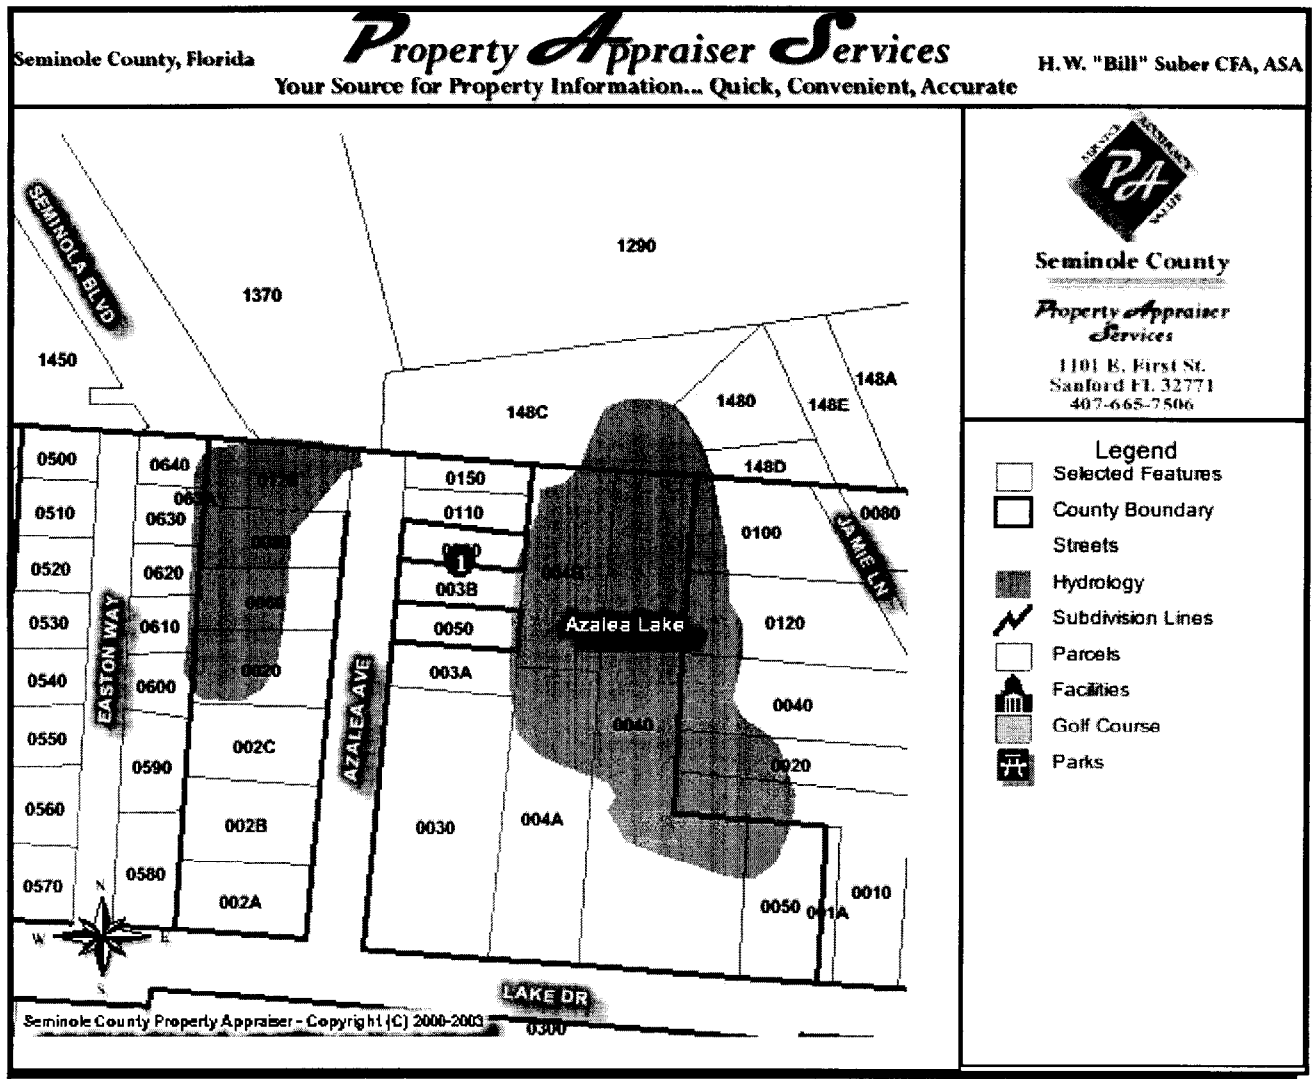 Seminole County, Florida
Property Appraiser Services
Your Source for Property Information... Quick, Convenient, Accurate
H.W. "Bill" Suber CFA, ASA
SEMINOLA BLVD
1290
1370
1450
148A
148E
1480
148C
148D
0500
0640
0150
0510
0630
0110
0100
0080
JAMIE LN
0520
0620
1
003B
0530
EASTON WAY
0610
0050
Azalea Lake
0120
0540
0600
0020
AZALEA AVE
003A
0040
0040
0550
002C
0590
0020
0560
002B
0030
004A
0570
0580
002A
0050
001A
0010
N
W
E
S
LAKE DR
0300
Seminole County Property Appraiser - Copyright (C) 2000-2003
PA
VALUE
Seminole County
Property Appraiser
Services
1101 E. First St.
Sanford FL 32771
407-665-7506
Legend
Selected Features
County Boundary
Streets
Hydrology
Subdivision Lines
Parcels
Facilities
Golf Course
Parks